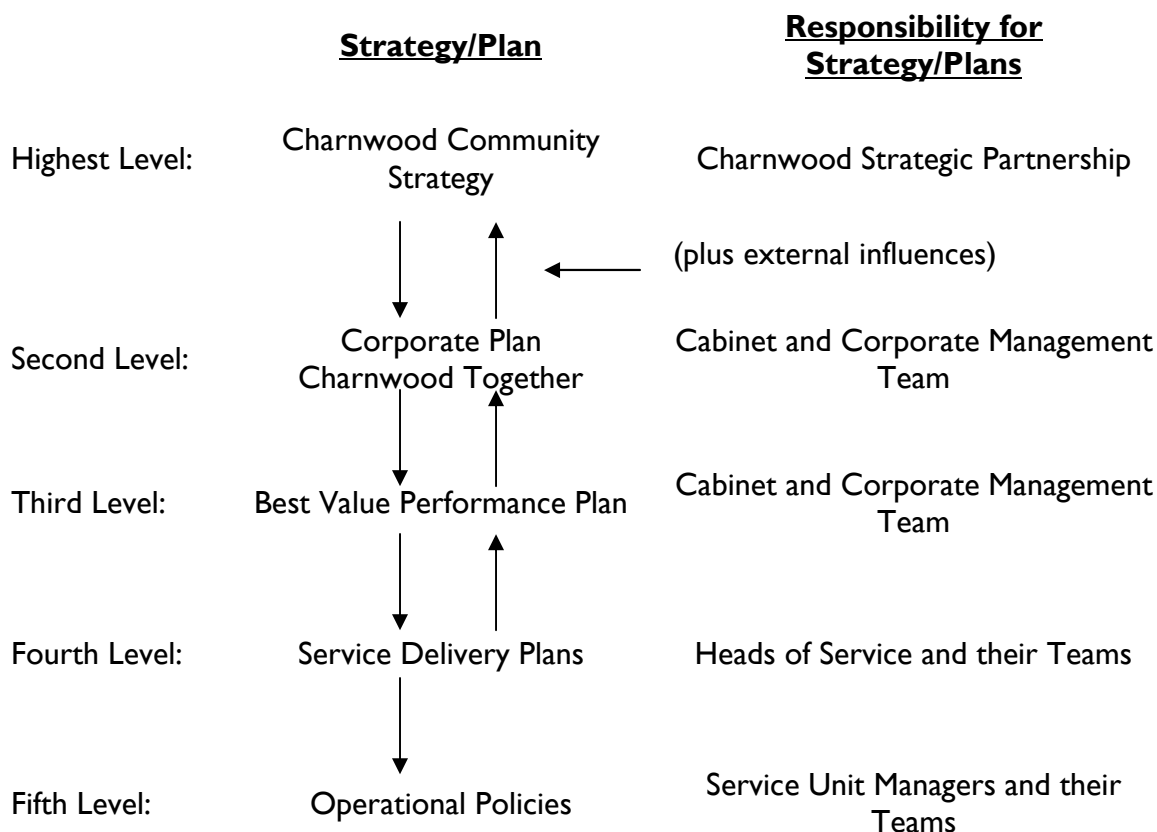 Strategy/Plan
Responsibility for
Strategy/Plans
Highest Level:
Charnwood Community
Strategy
Charnwood Strategic Partnership
(plus external influences)
Second Level:
Corporate Plan
Charnwood Together
Cabinet and Corporate Management
Team
Third Level:
Best Value Performance Plan
Cabinet and Corporate Management
Team
Fourth Level:
Service Delivery Plans
Heads of Service and their Teams
Fifth Level:
Operational Policies
Service Unit Managers and their
Teams